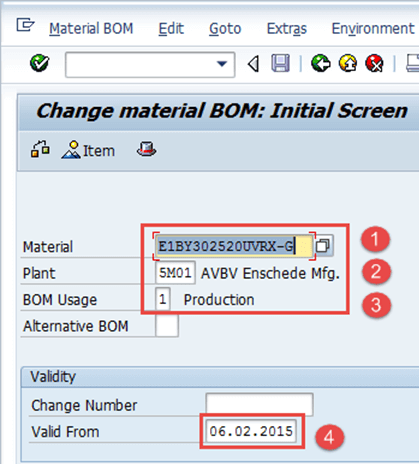 Material BOM Edit Goto Extras Environment
Change material BOM: Initial Screen
Item
Material E1BY302520UVRX-G 1
Plant 5M01 AVBV Enschede Mfg. 2
BOM Usage 1 Production 3
Alternative BOM
Validity
Change Number
Valid From 06.02.2015 4